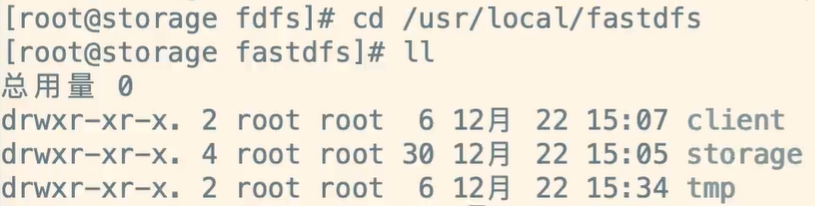 [root@storage fdfs]# cd /usr/local/fastdfs
[root@storage fastdfs]# ll
总用量 0
drwxr-xr-x. 2 root root  6 12月  22 15:07 client
drwxr-xr-x. 4 root root 30 12月  22 15:05 storage
drwxr-xr-x. 2 root root  6 12月  22 15:34 tmp